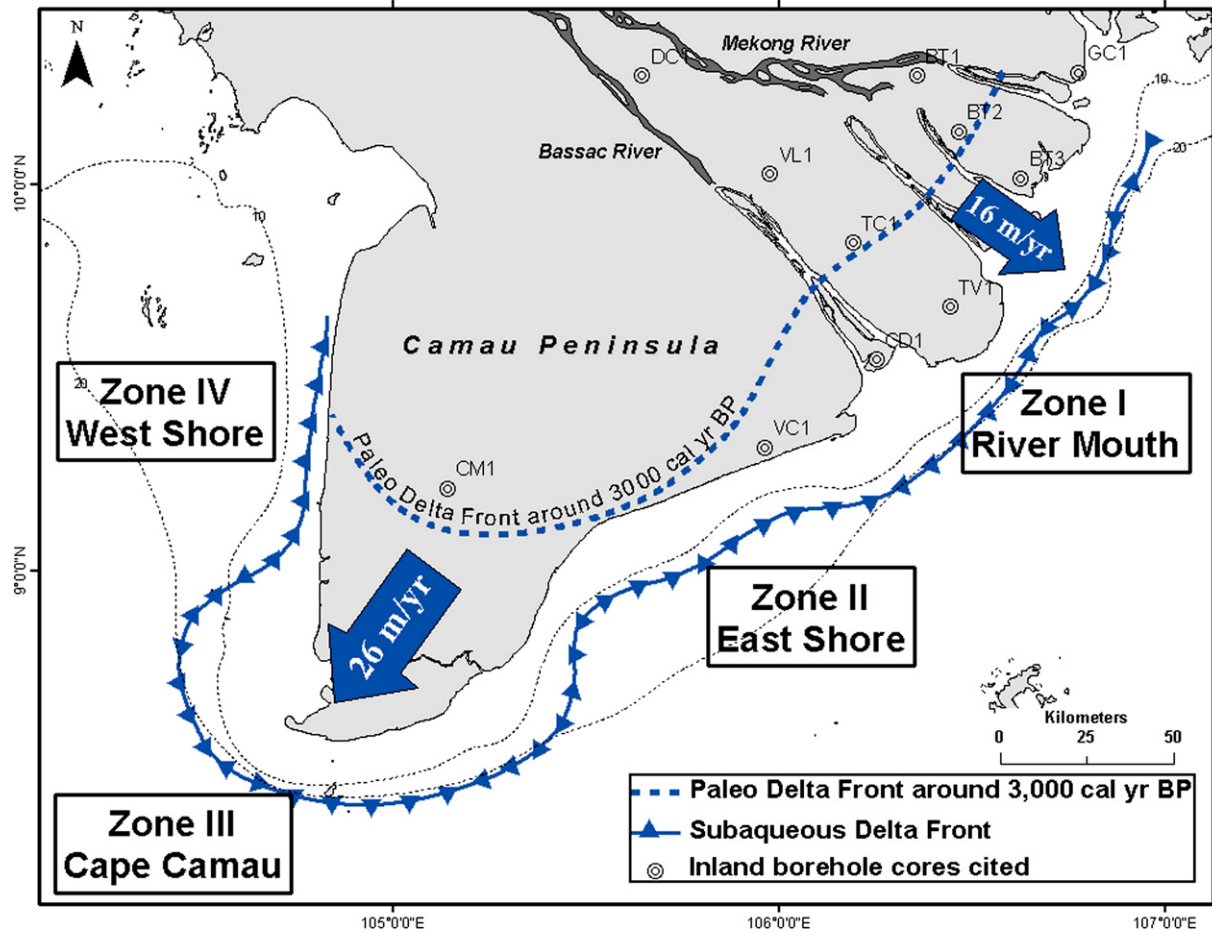 N
Mekong River
GC1
DC1
BT1
10
BT2
20
Bassac River
VL1
BT3
10°0'0"N
10
16 m/yr
TC1
TV1
Camau Peninsula
CD1
20
Zone IV
West Shore
Zone I
River Mouth
VC1
CM1
Paleo Delta Front around 3000 cal yr BP
9°0'0"N
26 m/yr
Zone II
East Shore
Kilometers
0 25 50
Paleo Delta Front around 3,000 cal yr BP
Subaqueous Delta Front
Inland borehole cores cited
Zone III
Cape Camau
105°0'0"E
106°0'0"E
107°0'0"E